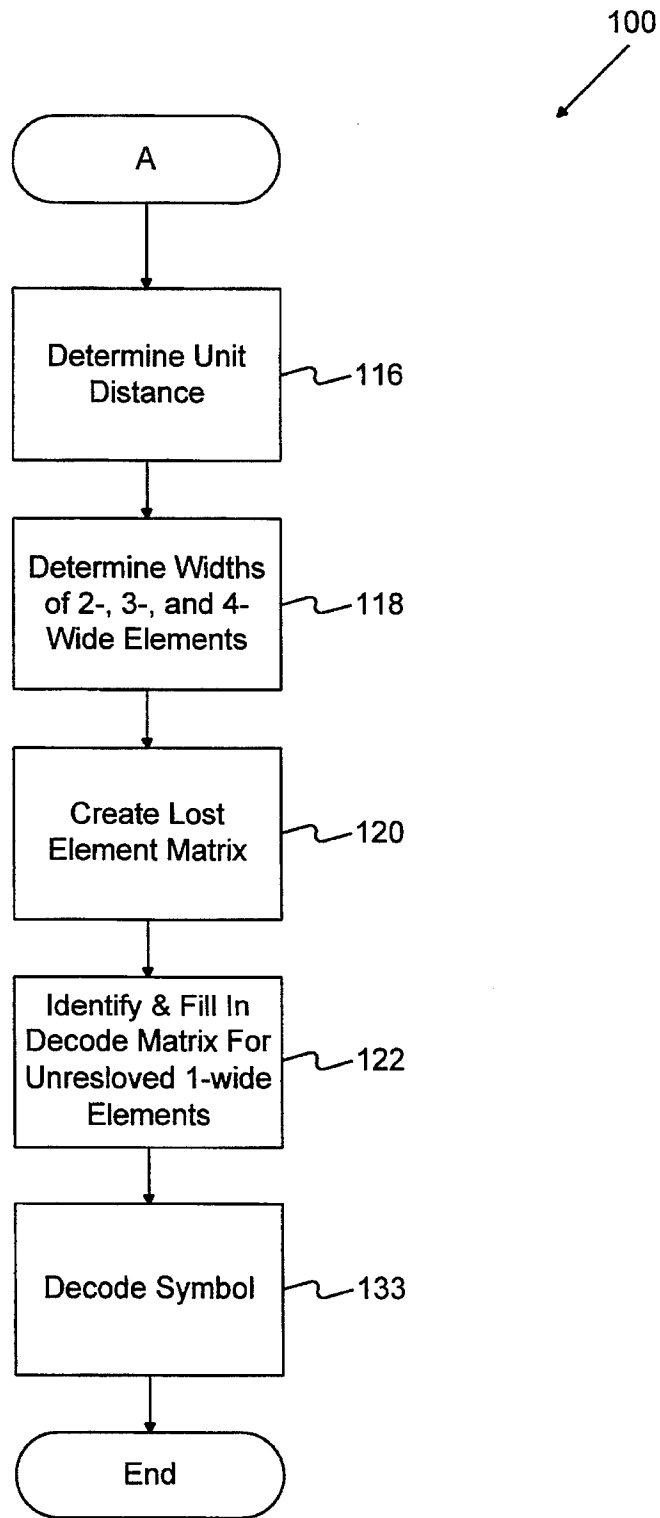 100
A
Determine Unit
Distance
116
Determine Widths
of 2-, 3-, and 4-
Wide Elements
118
Create Lost
Element Matrix
120
Identify & Fill In
Decode Matrix For
Unresloved 1-wide
Elements
122
Decode Symbol
133
End